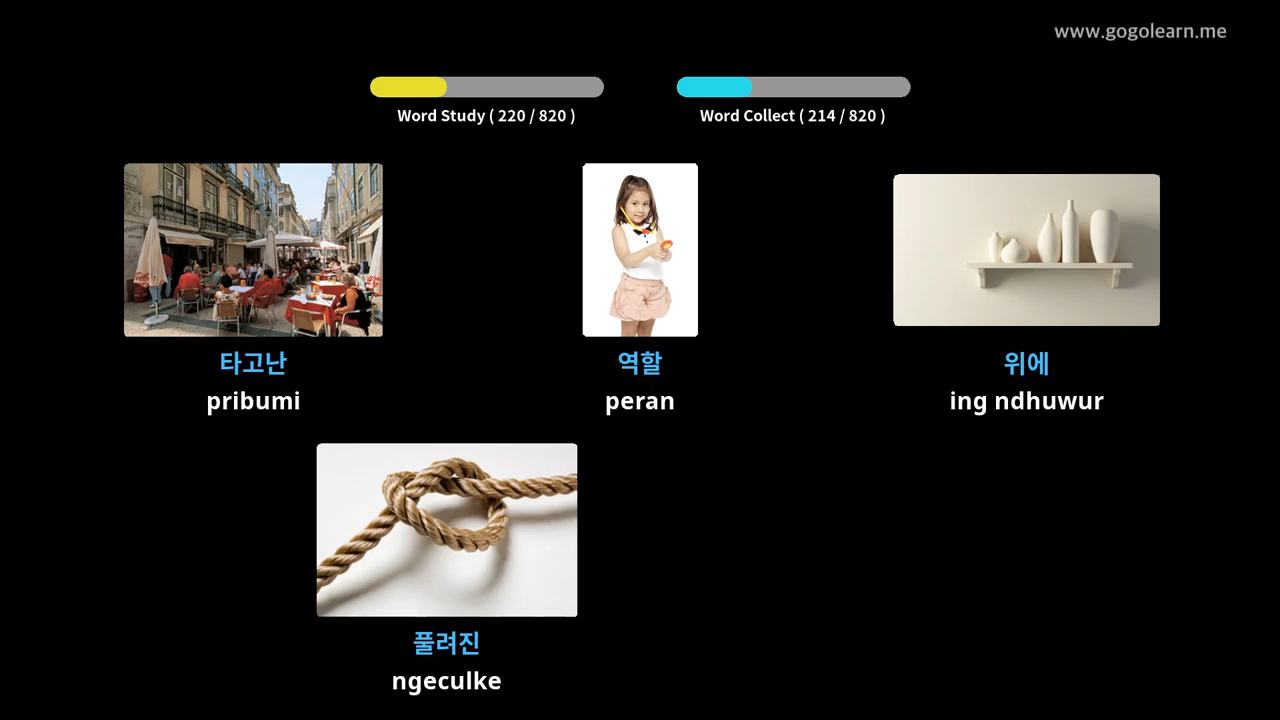 www.gogolearn.me
Word Study ( 220 / 820 )
Word Collect ( 214 / 820 )
타고난
pribumi
역할
peran
위에
ing ndhuwur
풀려진
ngeculke